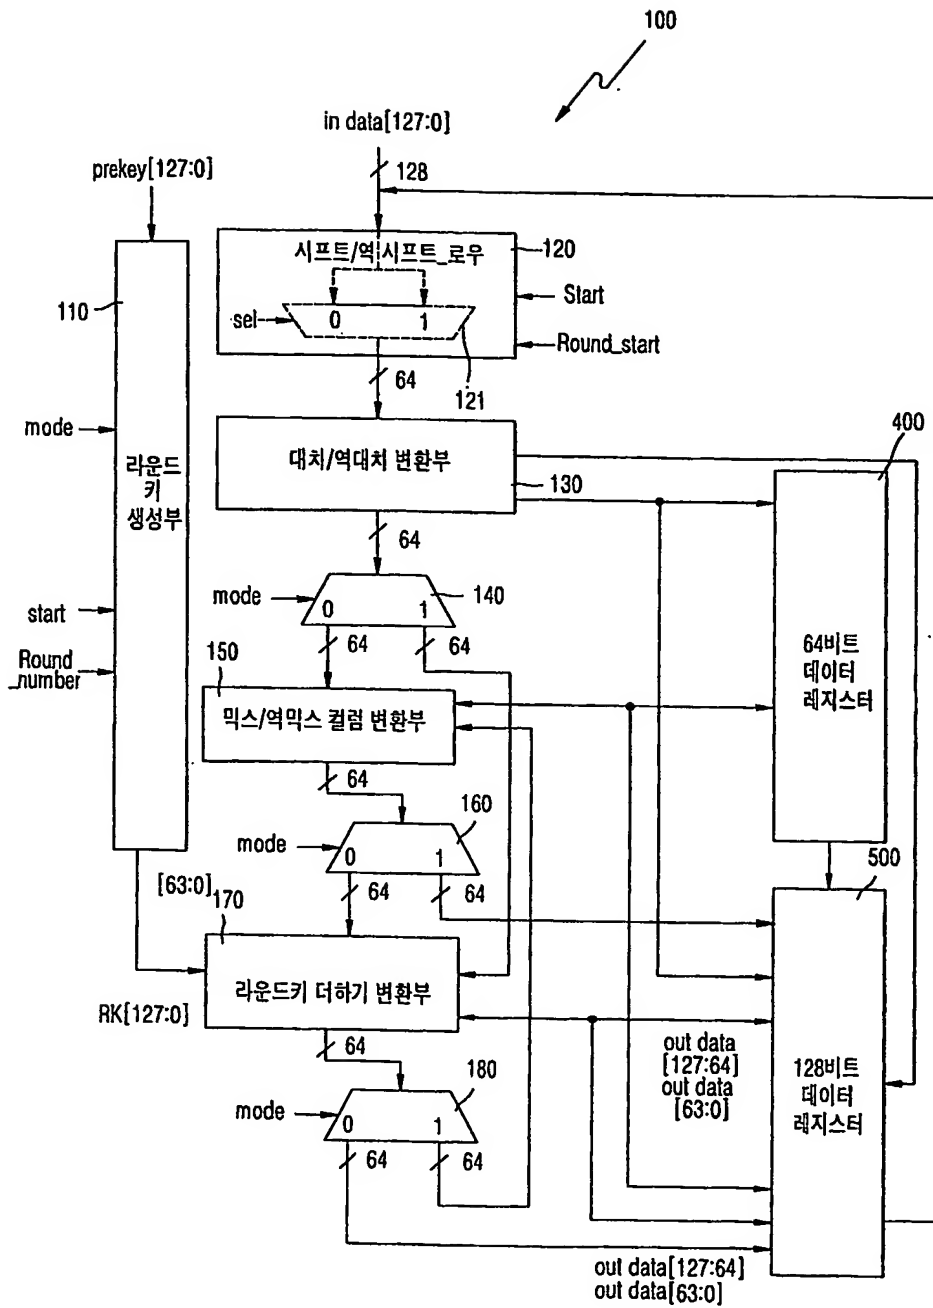 100
in data[127:0]
128
prekey[127:0]
시프트/역 시프트_로우
120
110
Start
sel
0 1
Round_start
64
121
mode
400
대치/역대치 변환부
130
라운드
키
생성부
64
mode
0 1
140
start
64 64
Round
_number
150
64비트
데이터
레지스터
믹스/역믹스 컬럼 변환부
64
160
mode
0 1
500
[63:0]
64 64
170
라운드키 더하기 변환부
RK[127:0]
64
out data
[127:64]
out data
[63:0]
128비트
데이터
레지스터
180
mode
0 1
64 64
out data[127:64]
out data[63:0]